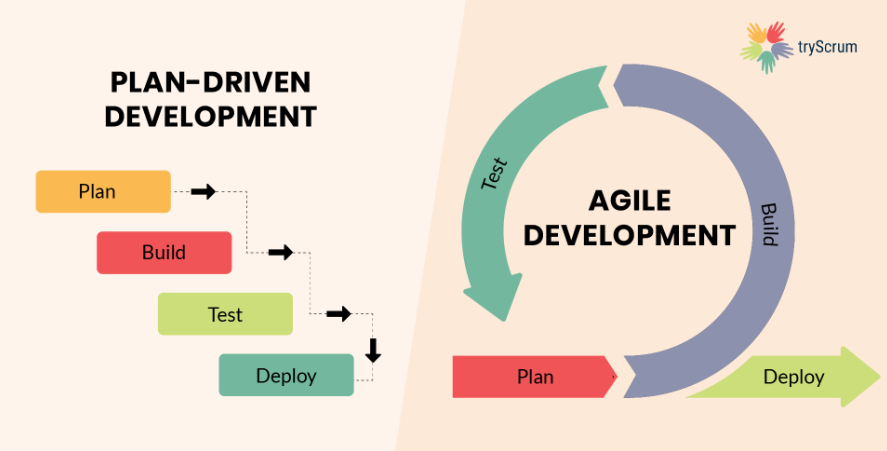 PLAN-DRIVEN
DEVELOPMENT
Plan
Build
Test
Deploy
tryScrum
Test
AGILE
DEVELOPMENT
Build
Plan
Deploy